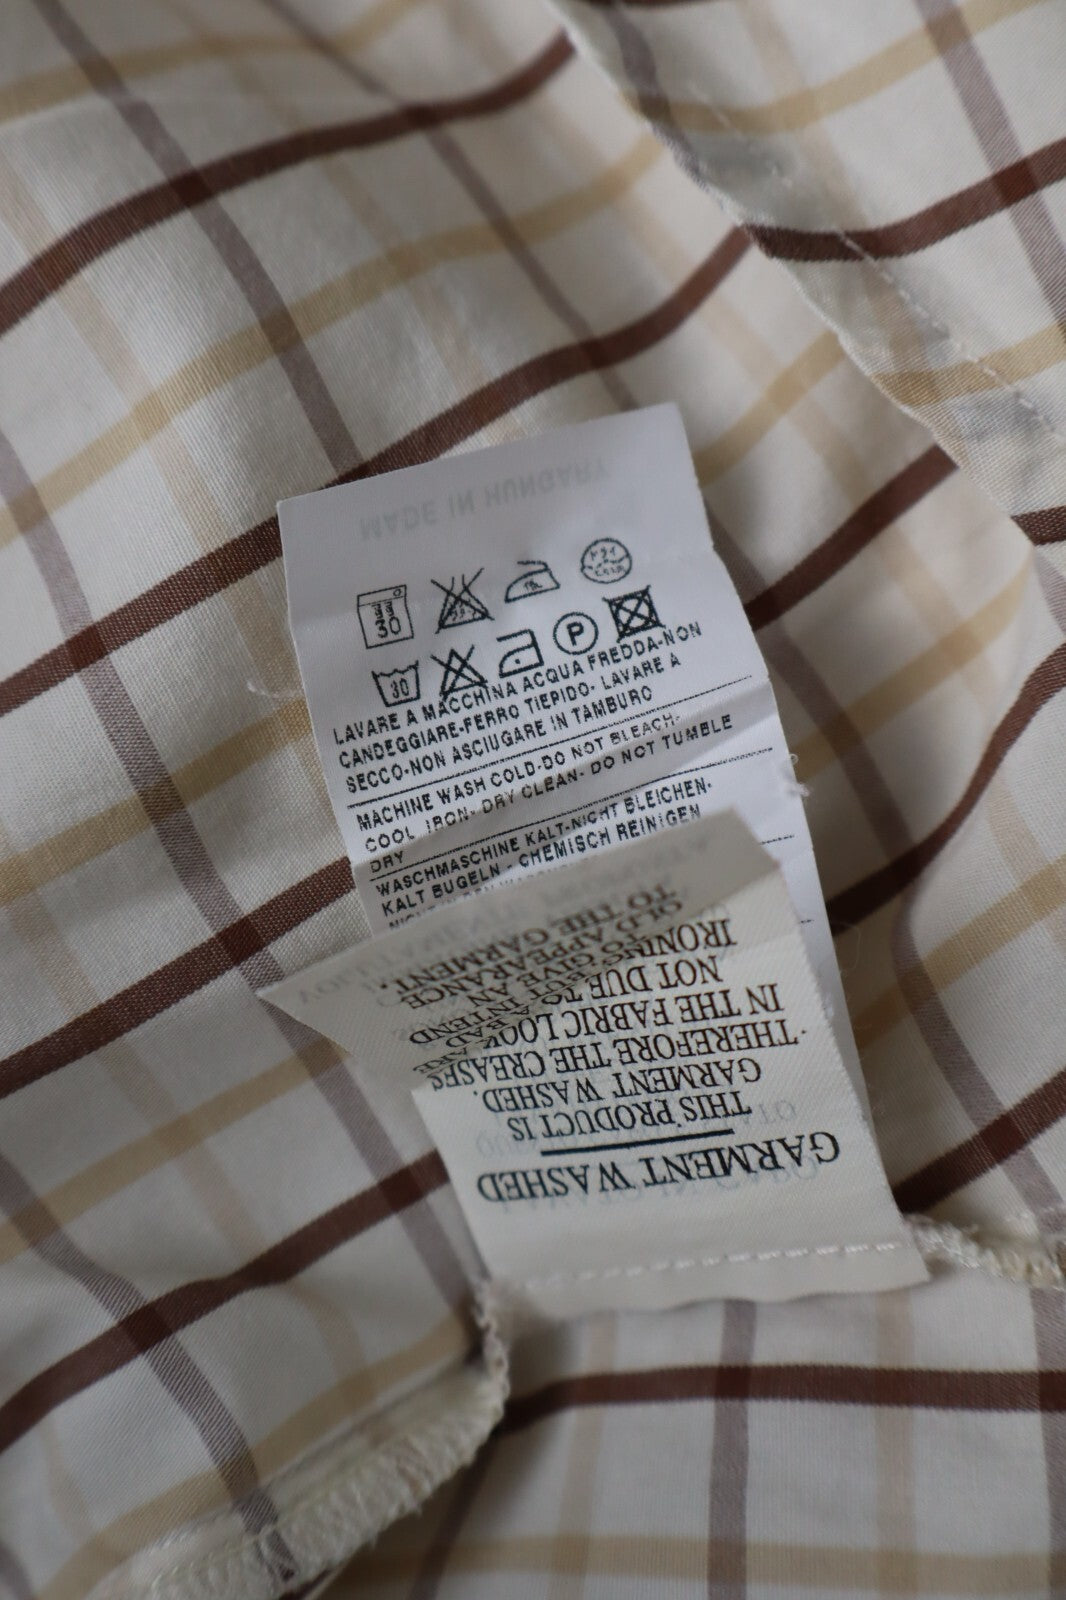 MADE IN HUNGARY
30
30
P
LAVARE A MACCHINA ACQUA FREDDA-NON
CANDEGGIARE-FERRO TIEPIDO- LAVARE A
SECCO-NON ASCIUGARE IN TAMBURO
MACHINE WASH COLD-DO NOT BLEACH-
COOL IRON- DRY CLEAN- DO NOT TUMBLE
DRY
WASCHMASCHINE KALT-NICHT BLEICHEN-
KALT BUGELN - CHEMISCH REINIGEN
GARMENT WASHED
THIS PRODUCT IS
GARMENT WASHED.
THEREFORE THE CREASES
IN THE FABRIC LOOK ARE
NOT DUE TO A BAD
IRONING BUT INTEND
TO GIVE AN
OLD APPEARANCE
TO THE GARMENT.